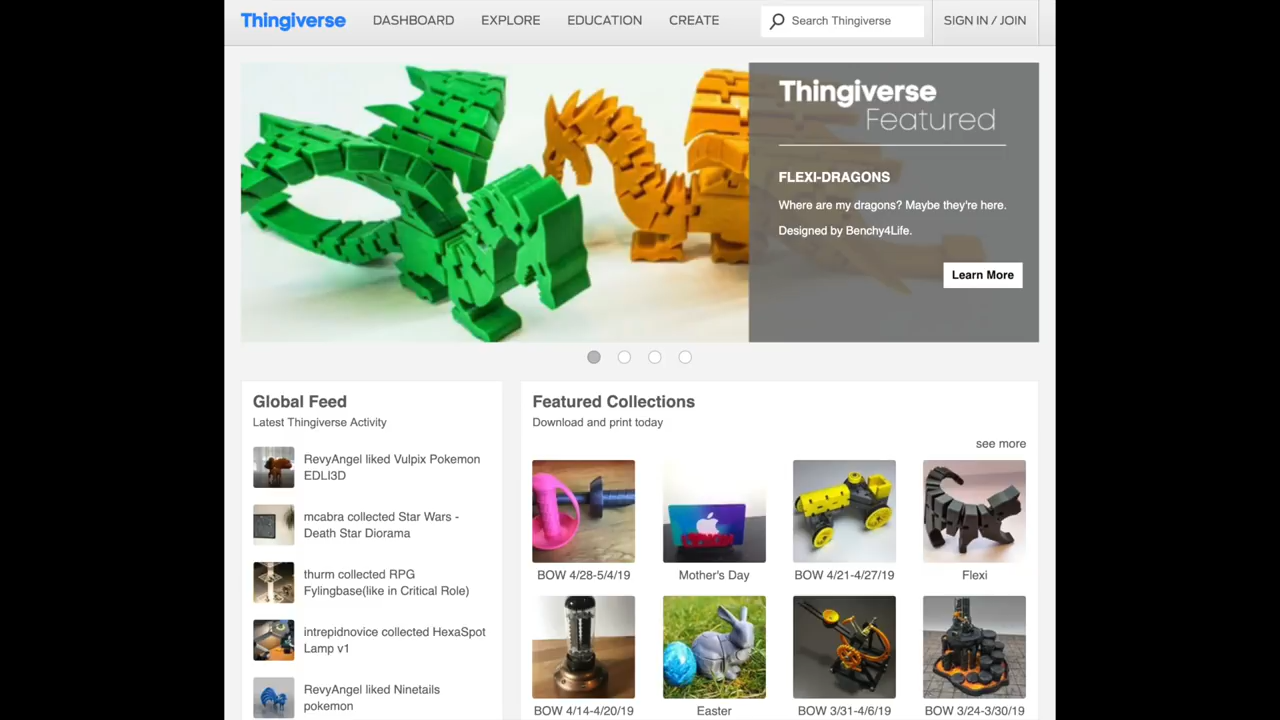 Thingiverse
DASHBOARD
EXPLORE
EDUCATION
CREATE
Search Thingiverse
SIGN IN / JOIN
Thingiverse
Featured
FLEXI-DRAGONS
Where are my dragons? Maybe they're here.
Designed by Benchy4Life.
Learn More
Global Feed
Latest Thingiverse Activity
RevyAngel liked Vulpix Pokemon
EDLI3D
mcabra collected Star Wars -
Death Star Diorama
thurm collected RPG
Fylingbase(like in Critical Role)
intrepidnovice collected HexaSpot
Lamp v1
RevyAngel liked Ninetails
pokemon
Featured Collections
Download and print today
see more
BOW 4/28-5/4/19
Mother's Day
BOW 4/21-4/27/19
Flexi
BOW 4/14-4/20/19
Easter
BOW 3/31-4/6/19
BOW 3/24-3/30/19